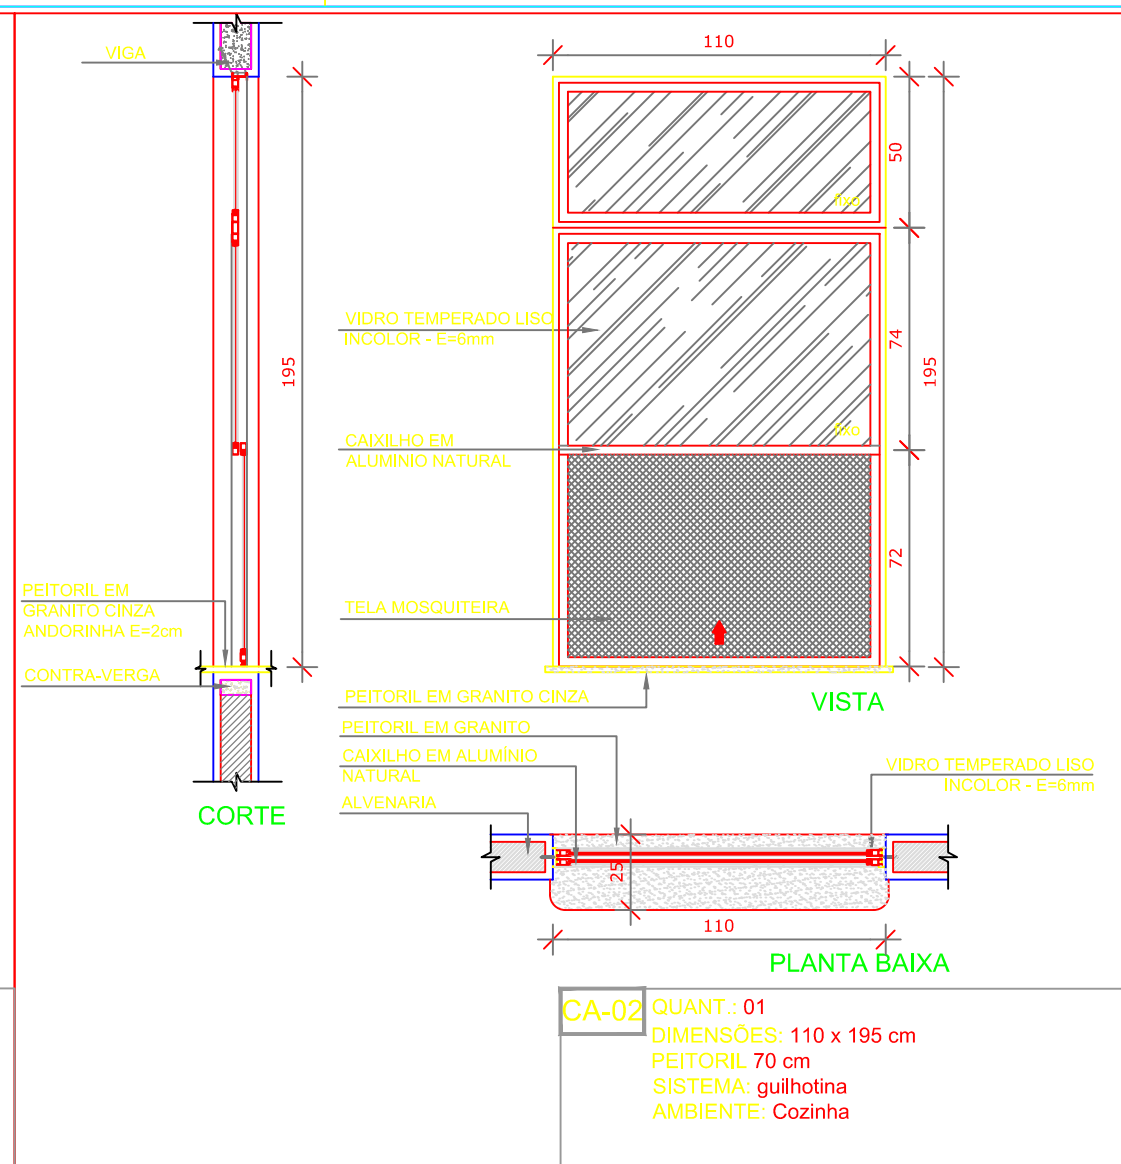 VIGA
195
PEITORIL EM
GRANITO CINZA
ANDORINHA E=2cm
CONTRA-VERGA
CORTE
110
50
fixo
VIDRO TEMPERADO LISO
INCOLOR - E=6mm
74
195
fixo
CAIXILHO EM
ALUMINIO NATURAL
72
TELA MOSQUITEIRA
PEITORIL EM GRANITO CINZA
VISTA
PEITORIL EM GRANITO
CAIXILHO EM ALUMÍNIO
NATURAL
ALVENARIA
VIDRO TEMPERADO LISO
INCOLOR - E=6mm
25
110
PLANTA BAIXA
CA-02
QUANT.: 01
DIMENSÕES: 110 x 195 cm
PEITORIL 70 cm
SISTEMA: guilhotina
AMBIENTE: Cozinha